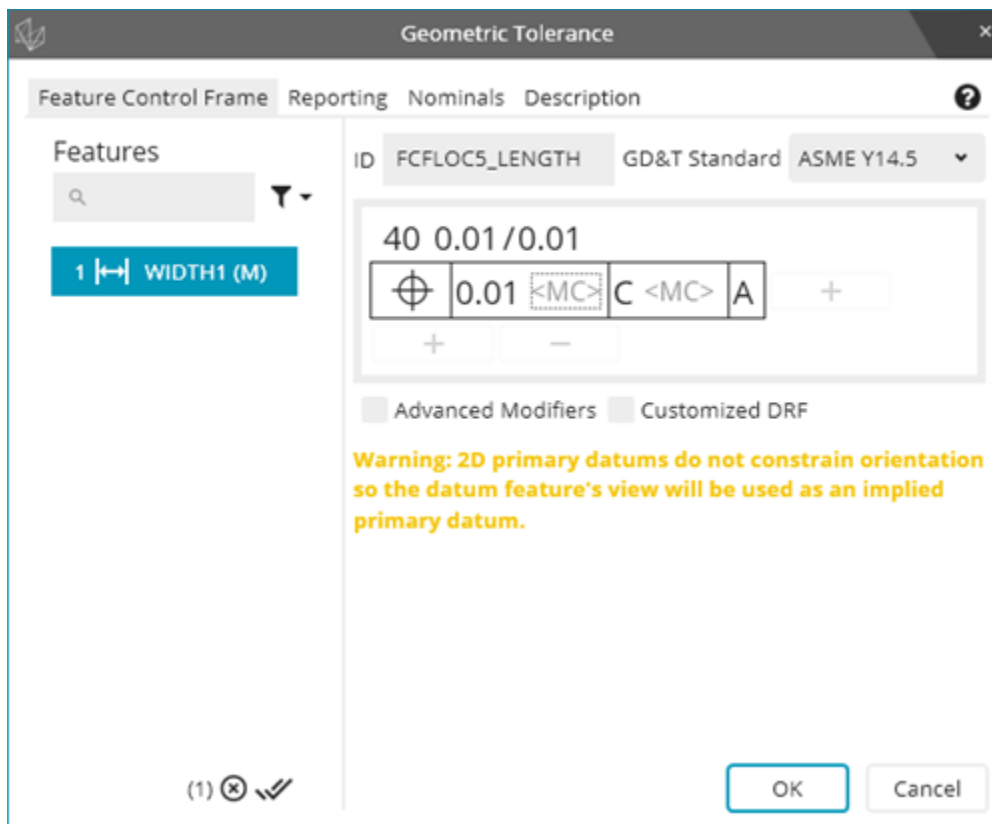 Geometric Tolerance
×
Feature Control Frame Reporting Nominals Description ?
Features
ID FCFLOC5_LENGTH GD&T Standard ASME Y14.5
1 WIDTH1 (M)
40 0.01/0.01
⌖ 0.01 <MC> C <MC> A +
+ −
Advanced Modifiers Customized DRF
Warning: 2D primary datums do not constrain orientation
so the datum feature's view will be used as an implied
primary datum.
(1)
OK Cancel